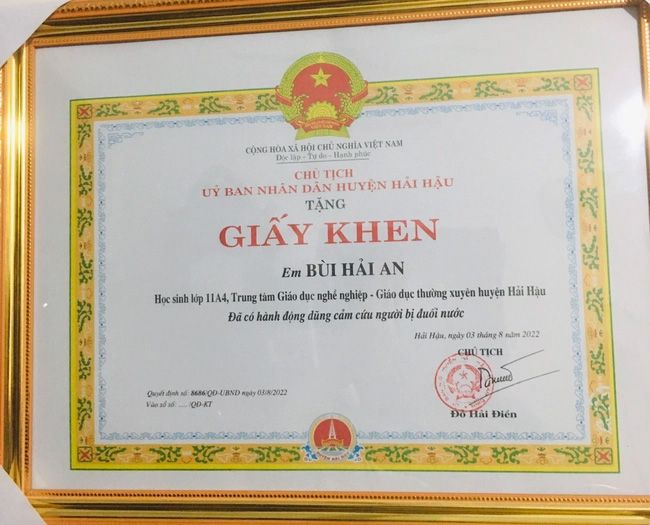 CỘNG HÒA XÃ HỘI CHỦ NGHĨA VIỆT NAM
Độc lập - Tự do - Hạnh phúc
CHỦ TỊCH
UỶ BAN NHÂN DÂN HUYỆN HẢI HẬU
TẶNG
GIẤY KHEN
Em BÙI HẢI AN
Học sinh lớp 11A4, Trung tâm Giáo dục nghề nghiệp - Giáo dục thường xuyên huyện Hải Hậu
Đã có hành động dũng cảm cứu người bị đuối nước
Hải Hậu, ngày 03 tháng 8 năm 2022
CHỦ TỊCH
Quyết định số: 8686/QĐ-UBND ngày 03/8/2022
Vào sổ số: ..... /QĐ-KT
Đỗ Hải Điền